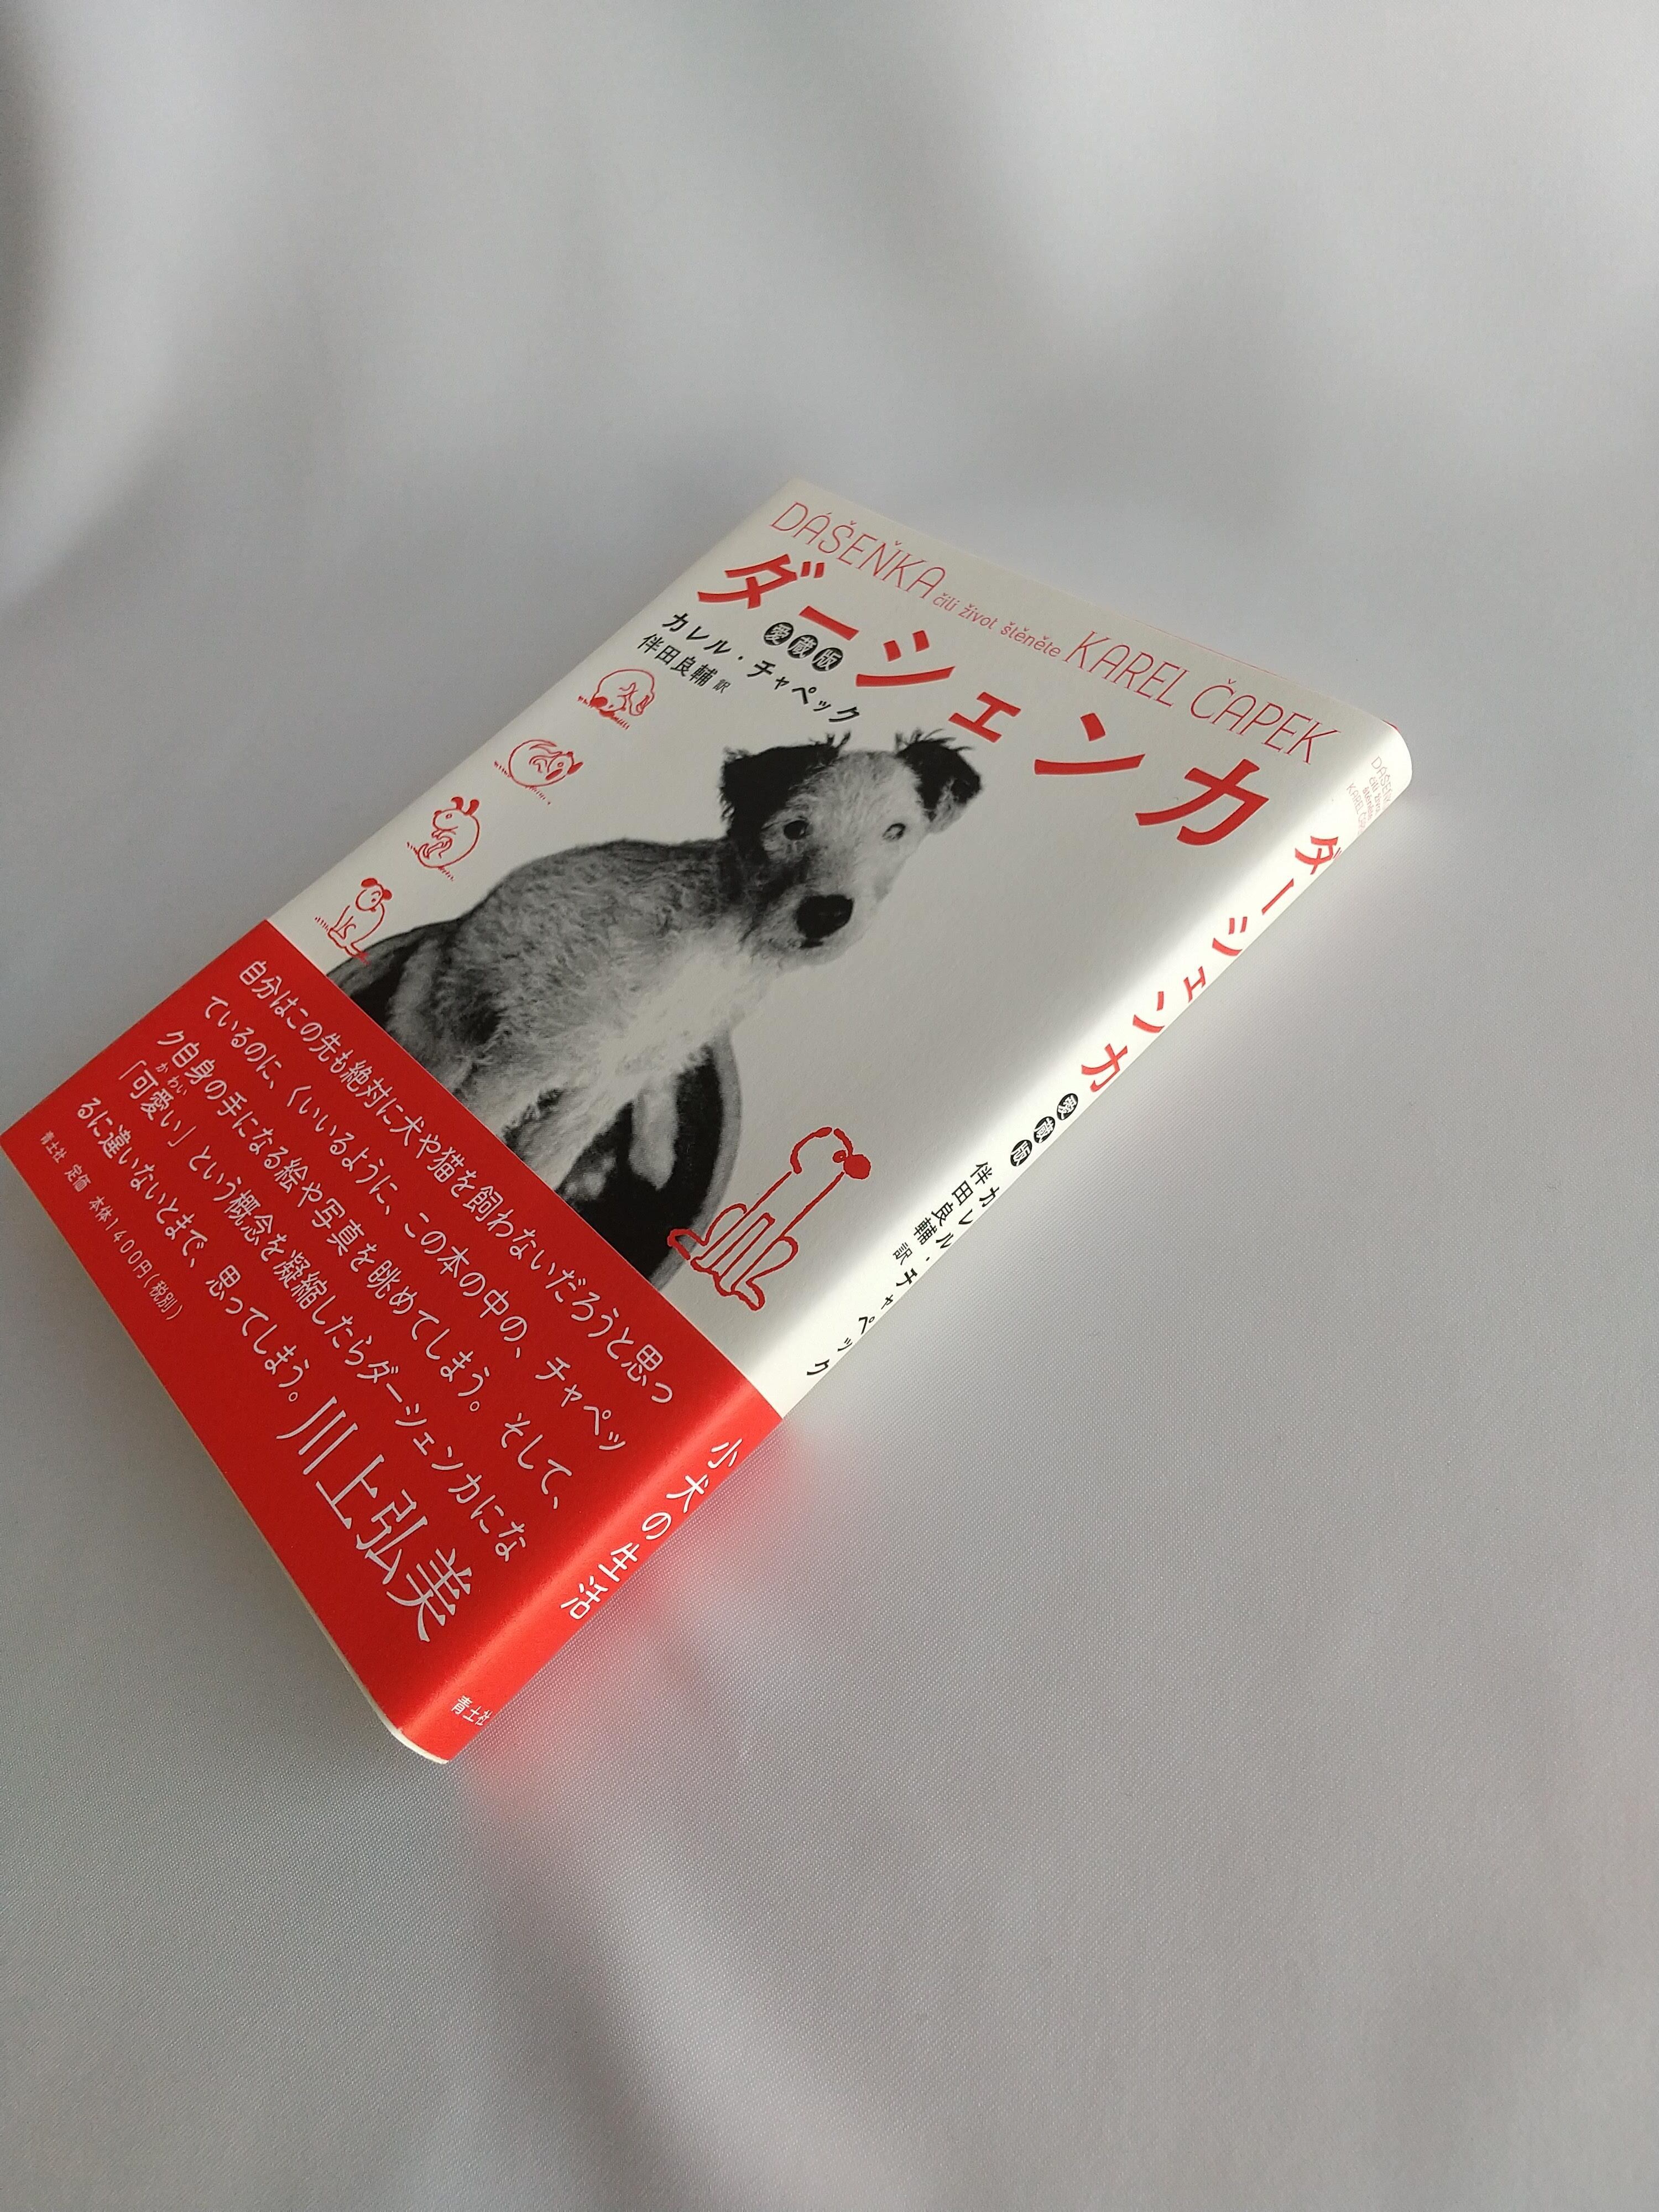 DÁŠEŇKA čili život štěněte KAREL ČAPEK
ダーシェンカ
愛蔵版
カレル・チャペック
伴田良輔 訳
自分はこの先も絶対に犬や猫を飼わないだろうと思っ
ているのに、くいいるように、この本の中の、チャペッ
ク自身の手になる絵や写真を眺めてしまう。そして、
「可愛い」という概念を凝縮したらダーシェンカにな
かわい
るに違いないとまで、思ってしまう。
川上弘美
青土社 定価 本体1400円(税別)
ダーシェンカ 愛蔵版
カレル・チャペック
伴田良輔 訳
小犬の生活
青土社